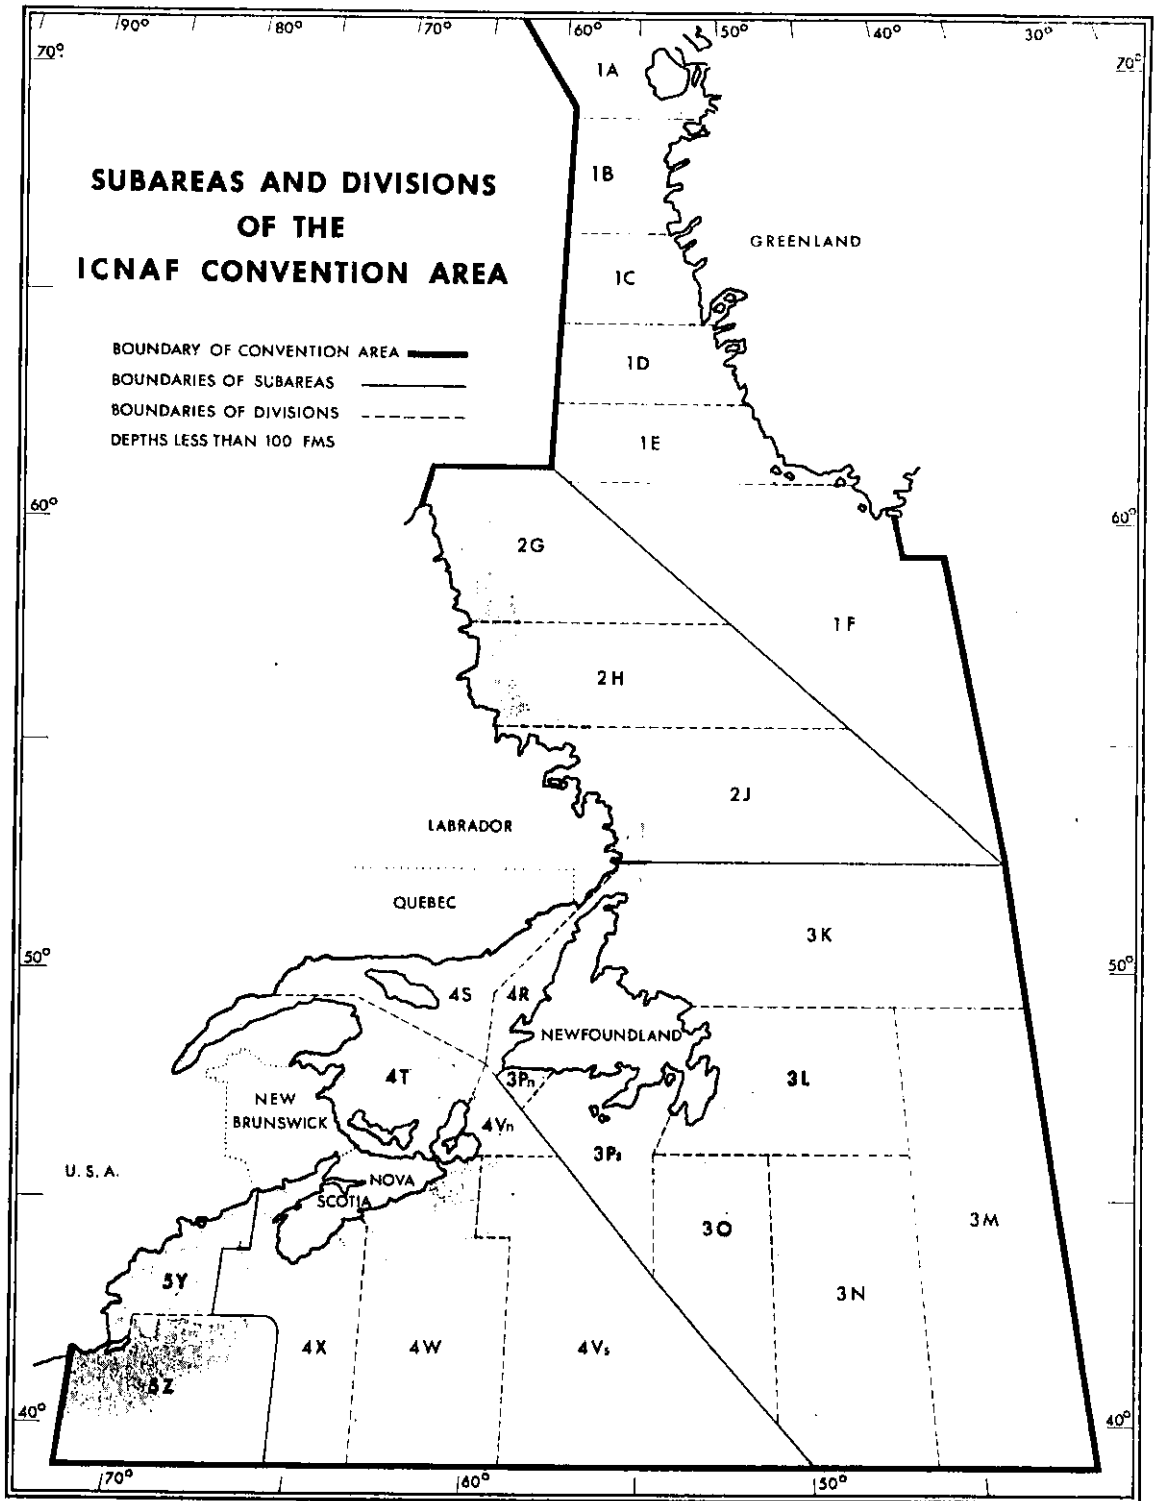 90° 80° 70° 60° 50° 40° 30°
70° 70°
1A
SUBAREAS AND DIVISIONS
OF THE
ICNAF CONVENTION AREA
1B
GREENLAND
1C
BOUNDARY OF CONVENTION AREA
BOUNDARIES OF SUBAREAS
BOUNDARIES OF DIVISIONS
DEPTHS LESS THAN 100 FMS
1D
1E
60° 60°
2G
1F
2H
2J
LABRADOR
QUEBEC
3K
50° 50°
4S 4R
NEWFOUNDLAND
4T 3Pn 3L
NEW
BRUNSWICK
4Vn
3Ps
U.S.A.
NOVA
SCOTIA
3O 3M
5Y
3N
4X 4W 4Vs
5Z
40° 40°
70° 60° 50°